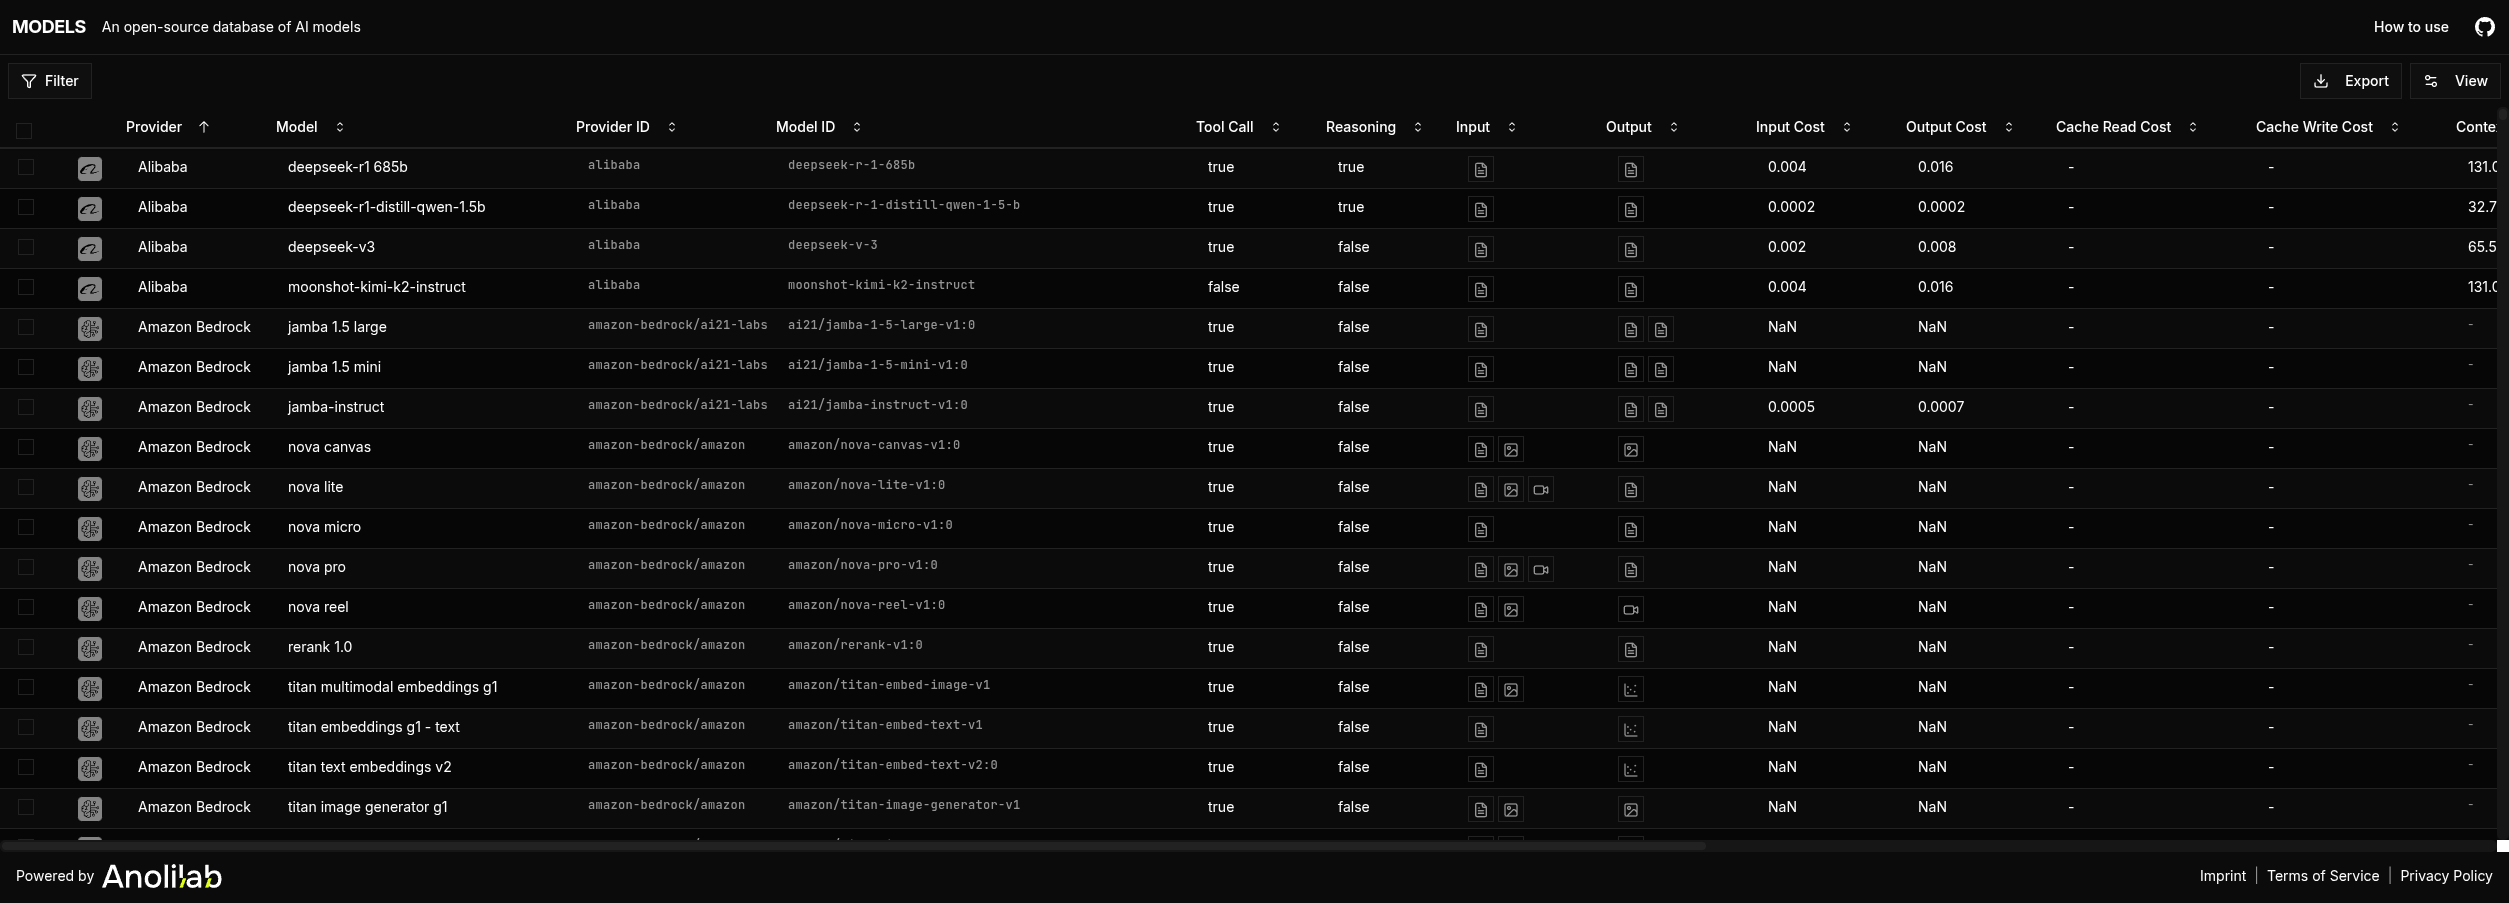 MODELS An open-source database of AI models How to use
Filter Export View
Provider Model Provider ID Model ID Tool Call Reasoning Input Output Input Cost Output Cost Cache Read Cost Cache Write Cost
Alibaba deepseek-r1 685b alibaba deepseek-r-1-685b true true 0.004 0.016 - -
Alibaba deepseek-r1-distill-qwen-1.5b alibaba deepseek-r-1-distill-qwen-1-5-b true true 0.0002 0.0002 - -
Alibaba deepseek-v3 alibaba deepseek-v-3 true false 0.002 0.008 - -
Alibaba moonshot-kimi-k2-instruct alibaba moonshot-kimi-k2-instruct false false 0.004 0.016 - -
Amazon Bedrock jamba 1.5 large amazon-bedrock/ai21-labs ai21/jamba-1-5-large-v1:0 true false NaN NaN - - -
Amazon Bedrock jamba 1.5 mini amazon-bedrock/ai21-labs ai21/jamba-1-5-mini-v1:0 true false NaN NaN - - -
Amazon Bedrock jamba-instruct amazon-bedrock/ai21-labs ai21/jamba-instruct-v1:0 true false 0.0005 0.0007 - - -
Amazon Bedrock nova canvas amazon-bedrock/amazon amazon/nova-canvas-v1:0 true false NaN NaN - - -
Amazon Bedrock nova lite amazon-bedrock/amazon amazon/nova-lite-v1:0 true false NaN NaN - - -
Amazon Bedrock nova micro amazon-bedrock/amazon amazon/nova-micro-v1:0 true false NaN NaN - - -
Amazon Bedrock nova pro amazon-bedrock/amazon amazon/nova-pro-v1:0 true false NaN NaN - - -
Amazon Bedrock nova reel amazon-bedrock/amazon amazon/nova-reel-v1:0 true false NaN NaN - - -
Amazon Bedrock rerank 1.0 amazon-bedrock/amazon amazon/rerank-v1:0 true false NaN NaN - - -
Amazon Bedrock titan multimodal embeddings g1 amazon-bedrock/amazon amazon/titan-embed-image-v1 true false NaN NaN - - -
Amazon Bedrock titan embeddings g1 - text amazon-bedrock/amazon amazon/titan-embed-text-v1 true false NaN NaN - - -
Amazon Bedrock titan text embeddings v2 amazon-bedrock/amazon amazon/titan-embed-text-v2:0 true false NaN NaN - - -
Amazon Bedrock titan image generator g1 amazon-bedrock/amazon amazon/titan-image-generator-v1 true false NaN NaN - - -
Powered by Anolilab Imprint | Terms of Service | Privacy Policy